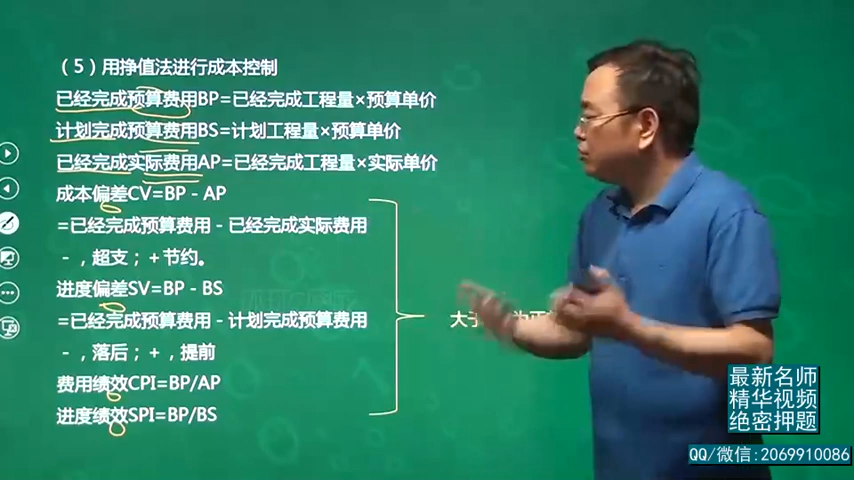 （5）用挣值法进行成本控制
已经完成预算费用BP=已经完成工程量×预算单价
计划完成预算费用BS=计划工程量×预算单价
已经完成实际费用AP=已经完成工程量×实际单价
成本偏差CV=BP－AP
=已经完成预算费用－已经完成实际费用
－，超支；＋节约。
进度偏差SV=BP－BS
=已经完成预算费用－计划完成预算费用
大于
－，落后；＋，提前
费用绩效CPI=BP/AP
进度绩效SPI=BP/BS
最新名师
精华视频
绝密押题
QQ/微信:2069910086